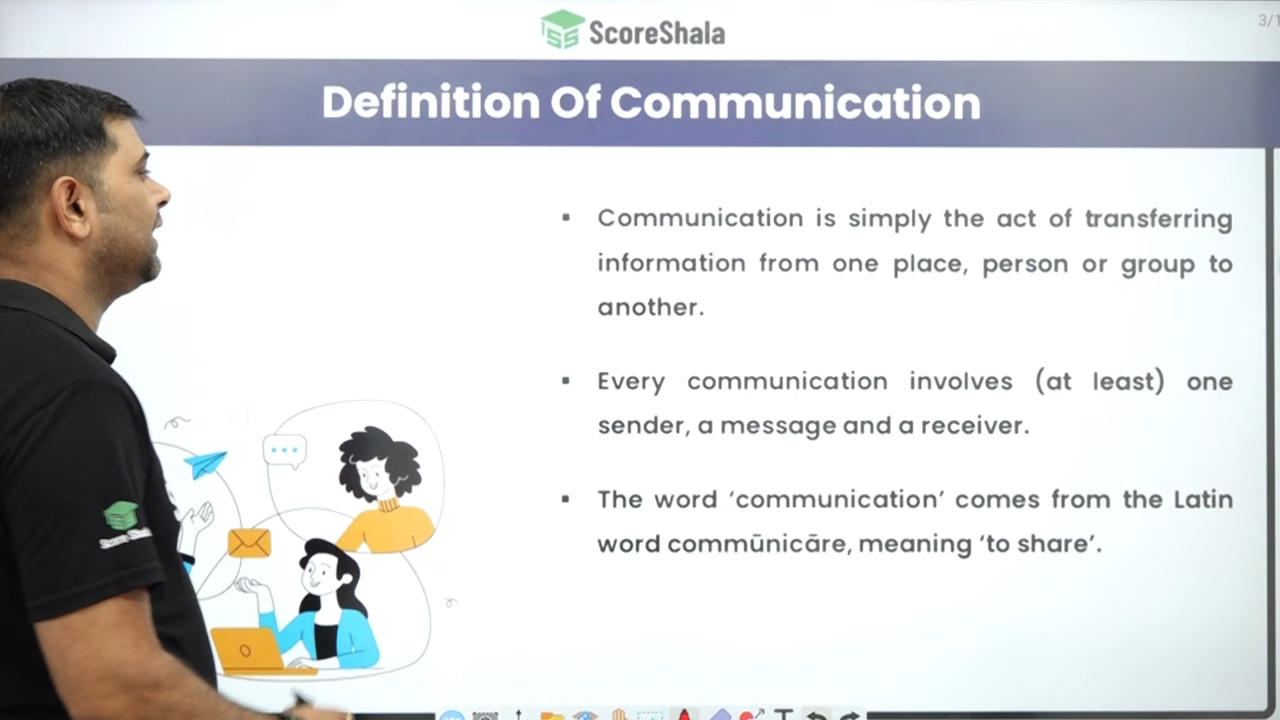 ScoreShala
3/1
Definition Of Communication
▪ Communication is simply the act of transferring
information from one place, person or group to
another.
▪ Every communication involves (at least) one
sender, a message and a receiver.
▪ The word ‘communication’ comes from the Latin
word commūnicāre, meaning ‘to share’.